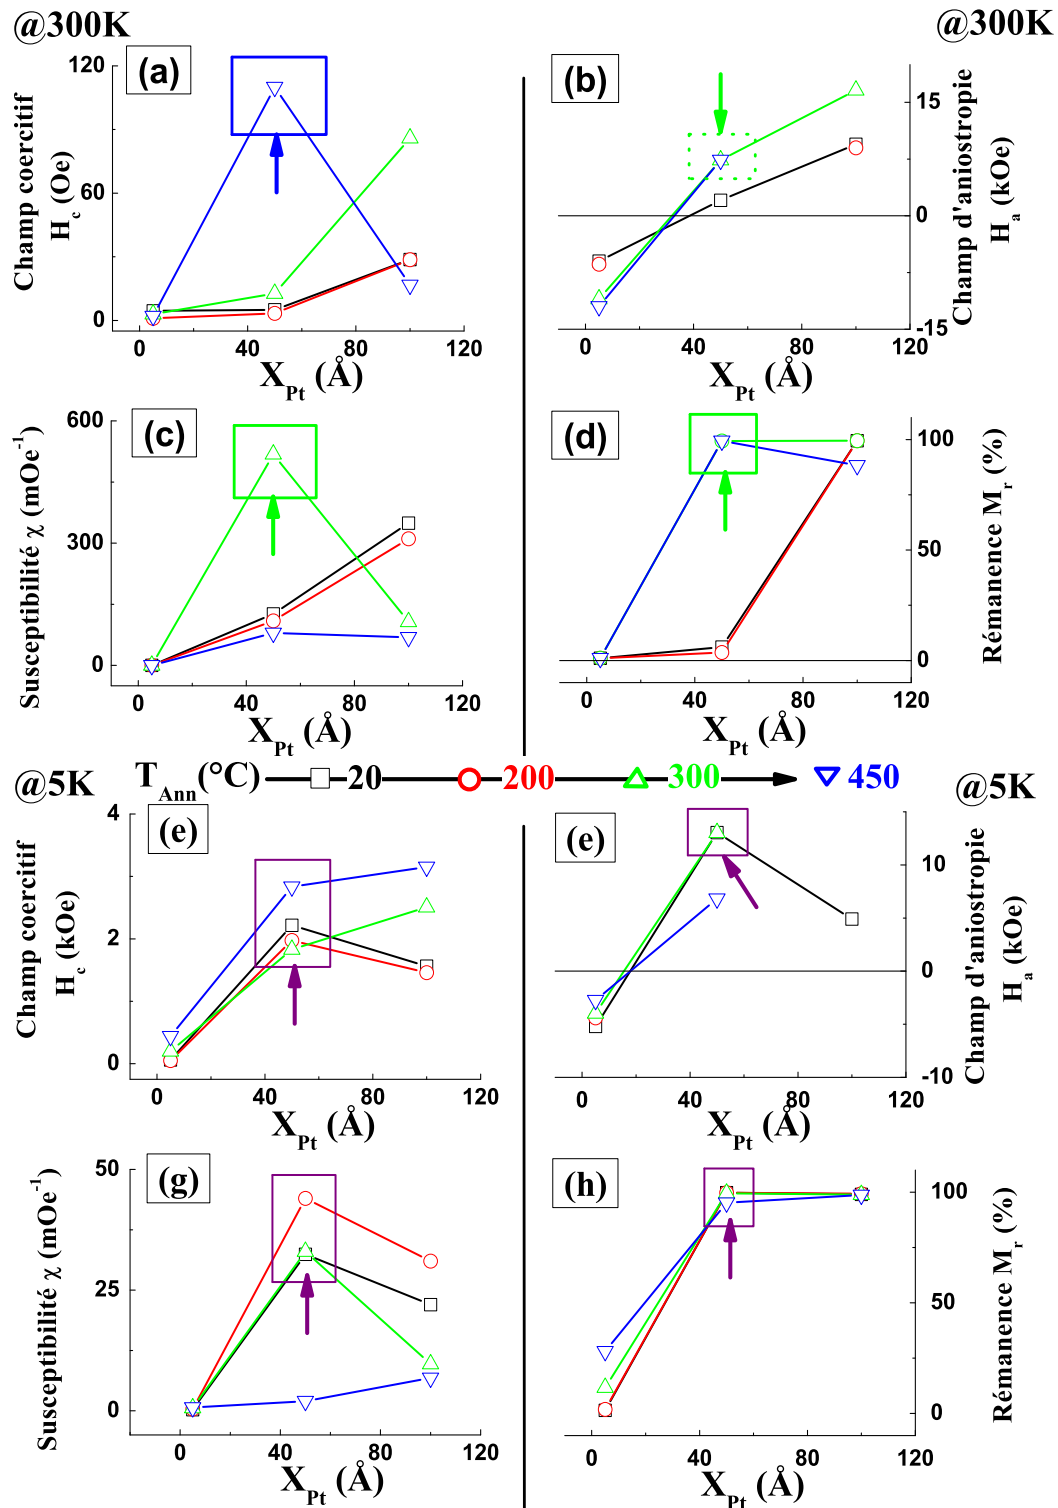 @300K
@300K
(a)
Champ coercitif
H_c (Oe)
120
60
0
0 40 80 120
X_Pt (Å)
(b)
Champ d'aniostropie
H_a (kOe)
15
0
-15
0 40 80 120
X_Pt (Å)
(c)
Susceptibilité χ (mOe⁻¹)
600
300
0
0 40 80 120
X_Pt (Å)
(d)
Rémanence M_r (%)
100
50
0
0 40 80 120
X_Pt (Å)
T_Ann (°C) 20 200 300 450
@5K
@5K
(e)
Champ coercitif
H_c (kOe)
4
2
0
0 40 80 120
X_Pt (Å)
(e)
Champ d'aniostropie
H_a (kOe)
10
0
-10
0 40 80 120
X_Pt (Å)
(g)
Susceptibilité χ (mOe⁻¹)
50
25
0
0 40 80 120
X_Pt (Å)
(h)
Rémanence M_r (%)
100
50
0
0 40 80 120
X_Pt (Å)